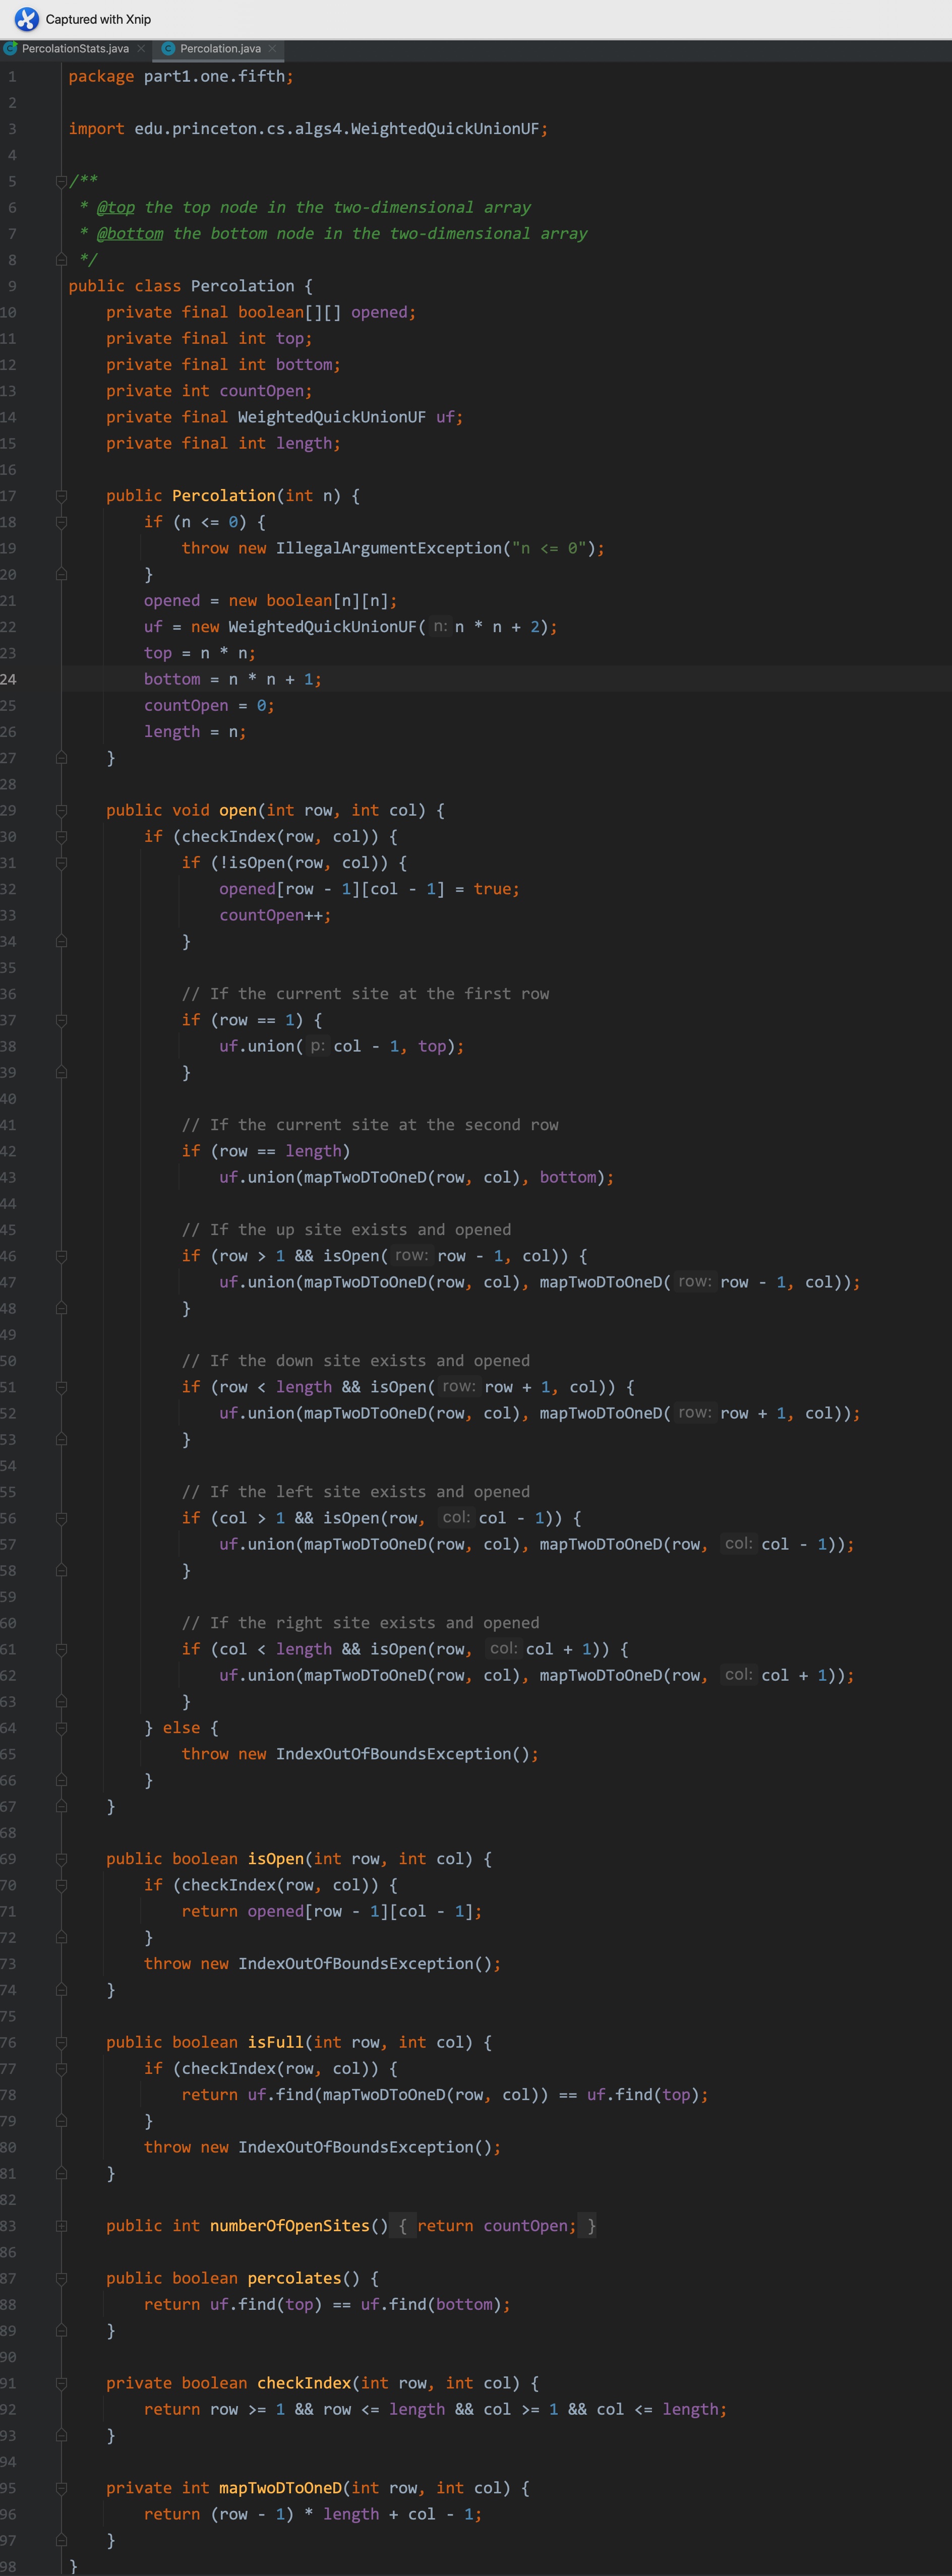 Captured with Xnip
PercolationStats.java × Percolation.java ×
1 package part1.one.fifth;
2
3 import edu.princeton.cs.algs4.WeightedQuickUnionUF;
4
5 /**
6  * @top the top node in the two-dimensional array
7  * @bottom the bottom node in the two-dimensional array
8  */
9 public class Percolation {
10     private final boolean[][] opened;
11     private final int top;
12     private final int bottom;
13     private int countOpen;
14     private final WeightedQuickUnionUF uf;
15     private final int length;
16
17     public Percolation(int n) {
18         if (n <= 0) {
19             throw new IllegalArgumentException("n <= 0");
20         }
21         opened = new boolean[n][n];
22         uf = new WeightedQuickUnionUF( n: n * n + 2);
23         top = n * n;
24         bottom = n * n + 1;
25         countOpen = 0;
26         length = n;
27     }
28
29     public void open(int row, int col) {
30         if (checkIndex(row, col)) {
31             if (!isOpen(row, col)) {
32                 opened[row - 1][col - 1] = true;
33                 countOpen++;
34             }
35
36             // If the current site at the first row
37             if (row == 1) {
38                 uf.union( p: col - 1, top);
39             }
40
41             // If the current site at the second row
42             if (row == length)
43                 uf.union(mapTwoDToOneD(row, col), bottom);
44
45             // If the up site exists and opened
46             if (row > 1 && isOpen( row: row - 1, col)) {
47                 uf.union(mapTwoDToOneD(row, col), mapTwoDToOneD( row: row - 1, col));
48             }
49
50             // If the down site exists and opened
51             if (row < length && isOpen( row: row + 1, col)) {
52                 uf.union(mapTwoDToOneD(row, col), mapTwoDToOneD( row: row + 1, col));
53             }
54
55             // If the left site exists and opened
56             if (col > 1 && isOpen(row, col: col - 1)) {
57                 uf.union(mapTwoDToOneD(row, col), mapTwoDToOneD(row, col: col - 1));
58             }
59
60             // If the right site exists and opened
61             if (col < length && isOpen(row, col: col + 1)) {
62                 uf.union(mapTwoDToOneD(row, col), mapTwoDToOneD(row, col: col + 1));
63             }
64         } else {
65             throw new IndexOutOfBoundsException();
66         }
67     }
68
69     public boolean isOpen(int row, int col) {
70         if (checkIndex(row, col)) {
71             return opened[row - 1][col - 1];
72         }
73         throw new IndexOutOfBoundsException();
74     }
75
76     public boolean isFull(int row, int col) {
77         if (checkIndex(row, col)) {
78             return uf.find(mapTwoDToOneD(row, col)) == uf.find(top);
79         }
80         throw new IndexOutOfBoundsException();
81     }
82
83     public int numberOfOpenSites() { return countOpen; }
86
87     public boolean percolates() {
88         return uf.find(top) == uf.find(bottom);
89     }
90
91     private boolean checkIndex(int row, int col) {
92         return row >= 1 && row <= length && col >= 1 && col <= length;
93     }
94
95     private int mapTwoDToOneD(int row, int col) {
96         return (row - 1) * length + col - 1;
97     }
98 }